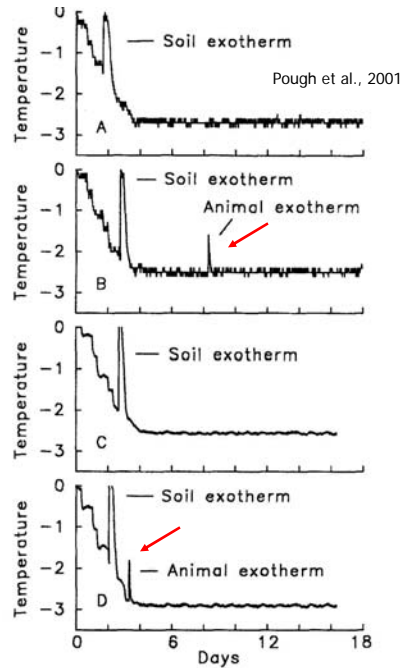 Temperature
0
-1
-2
-3
Soil exotherm
A
Pough et al., 2001
Temperature
0
-1
-2
-3
Soil exotherm
Animal exotherm
B
Temperature
0
-1
-2
-3
Soil exotherm
C
Temperature
0
-1
-2
-3
Soil exotherm
Animal exotherm
D
0 6 12 18
Days